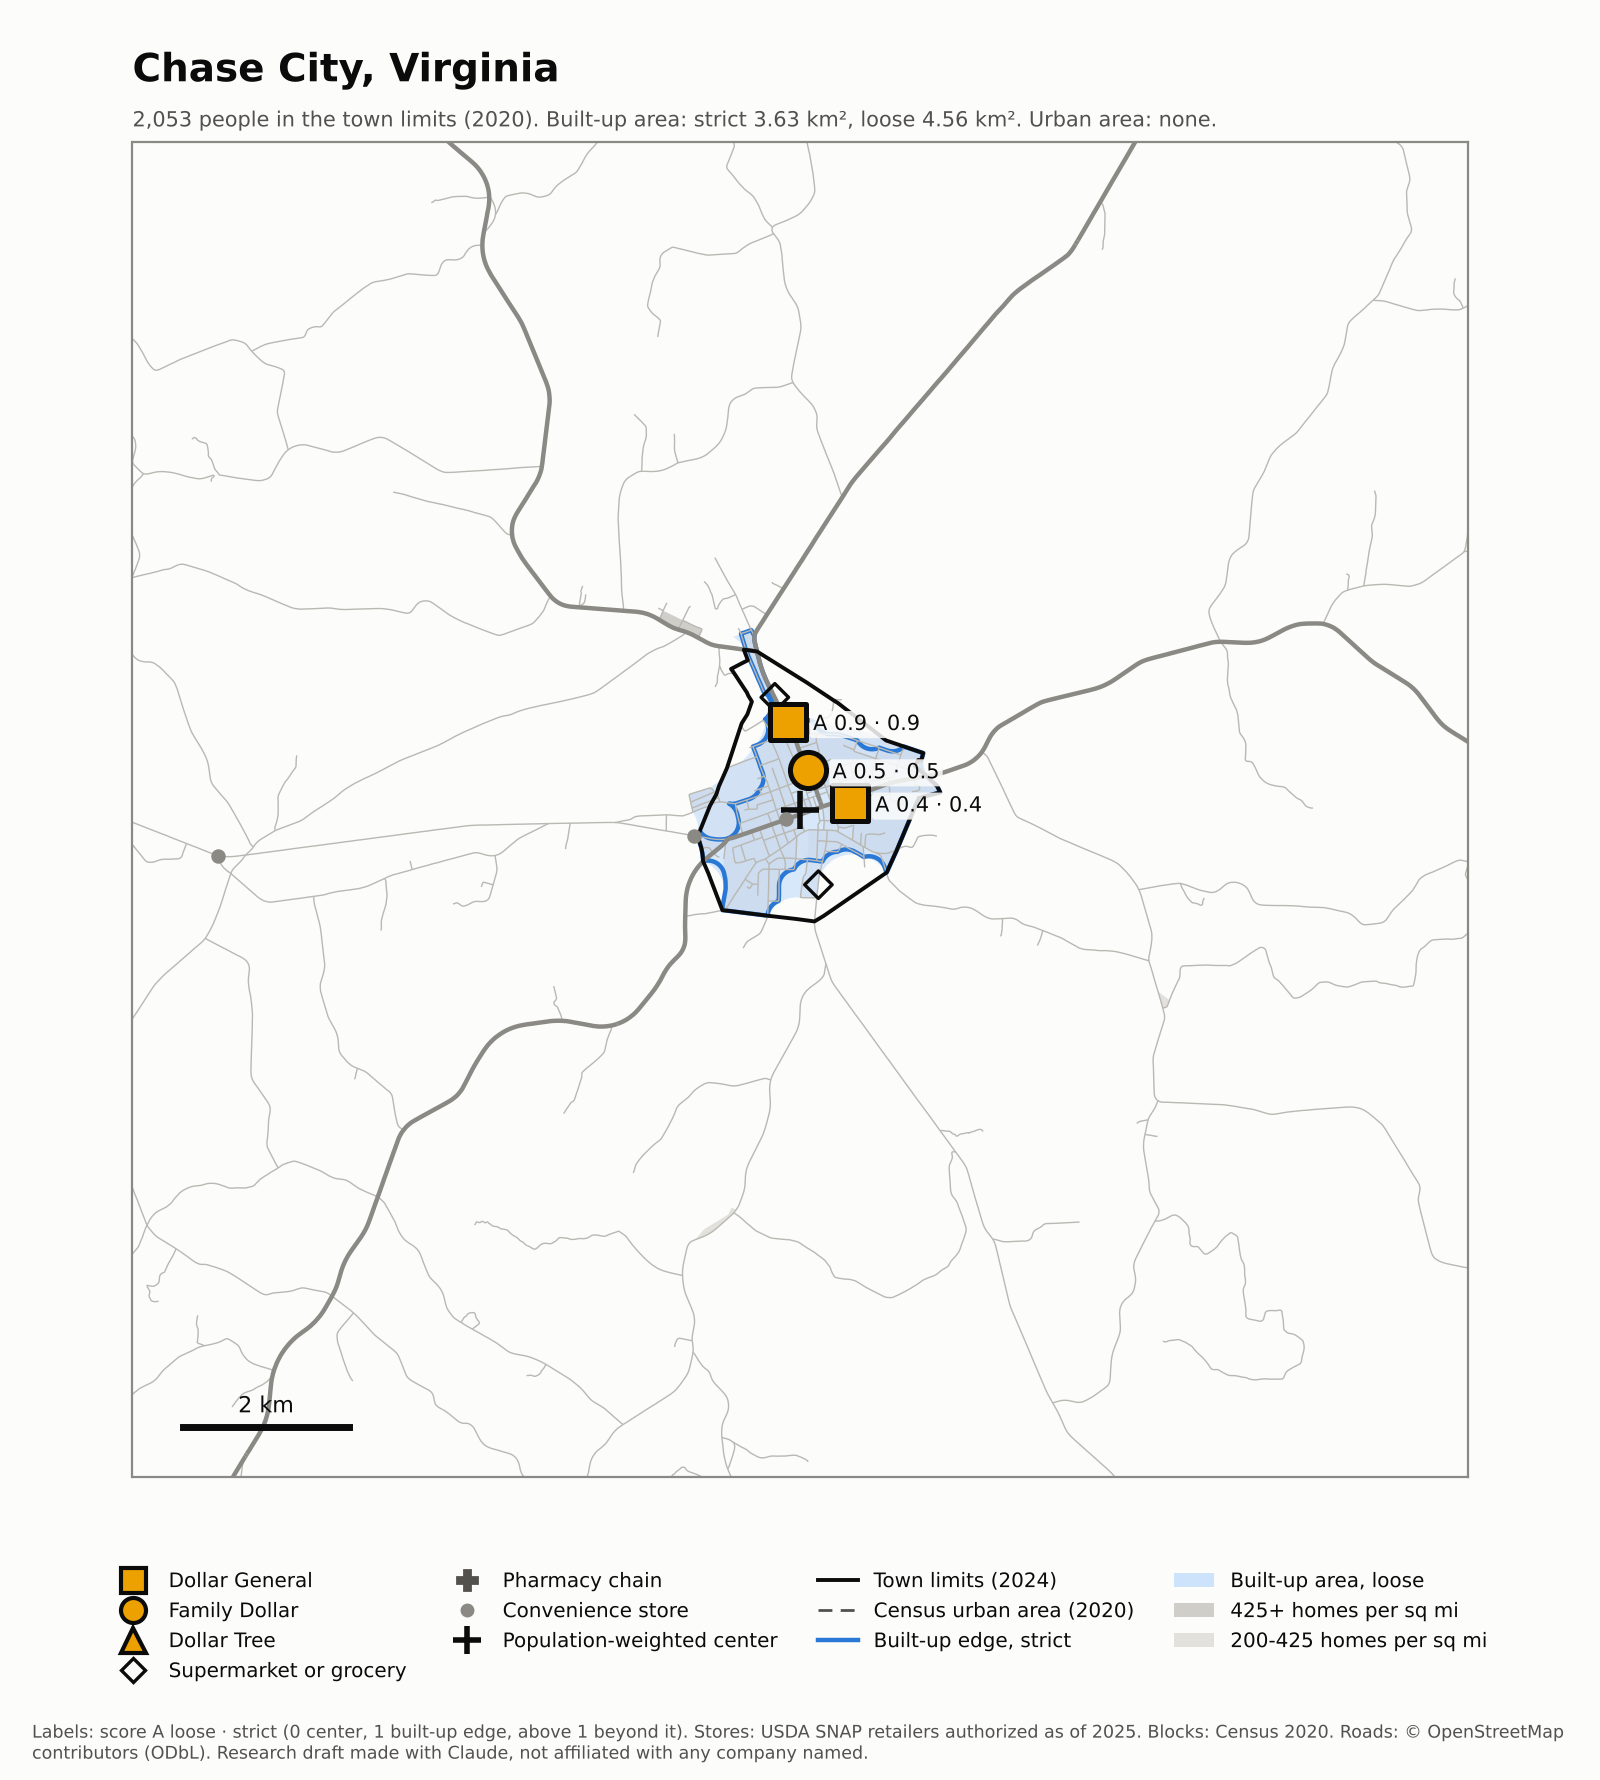 Chase City, Virginia
2,053 people in the town limits (2020). Built-up area: strict 3.63 km², loose 4.56 km². Urban area: none.
A 0.9 · 0.9
A 0.5 · 0.5
A 0.4 · 0.4
2 km
Dollar General
Family Dollar
Dollar Tree
Supermarket or grocery
Pharmacy chain
Convenience store
Population-weighted center
Town limits (2024)
Census urban area (2020)
Built-up edge, strict
Built-up area, loose
425+ homes per sq mi
200-425 homes per sq mi
Labels: score A loose · strict (0 center, 1 built-up edge, above 1 beyond it). Stores: USDA SNAP retailers authorized as of 2025. Blocks: Census 2020. Roads: © OpenStreetMap
contributors (ODbL). Research draft made with Claude, not affiliated with any company named.